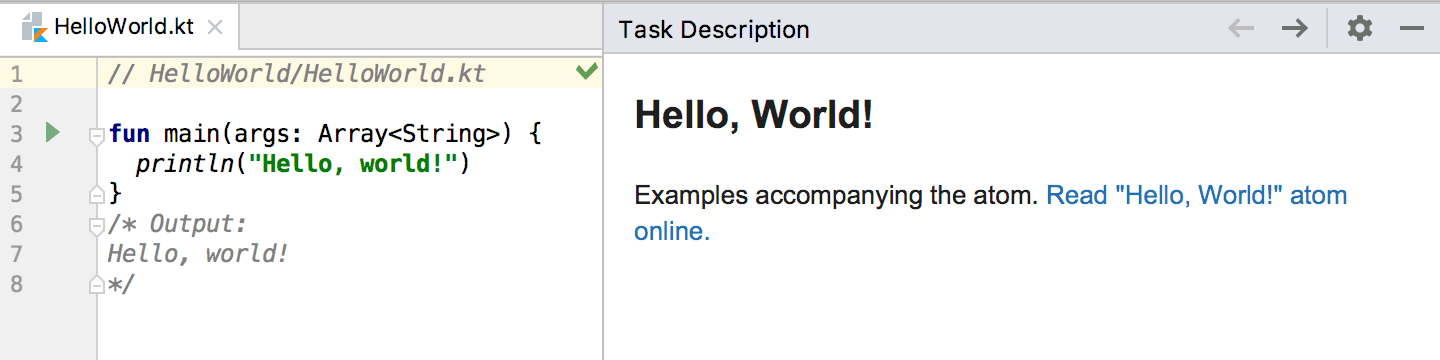 HelloWorld.kt
1 // HelloWorld/HelloWorld.kt
2
3 fun main(args: Array<String>) {
4   println("Hello, world!")
5 }
6 /* Output:
7 Hello, world!
8 */
Task Description
Hello, World!
Examples accompanying the atom. Read "Hello, World!" atom
online.